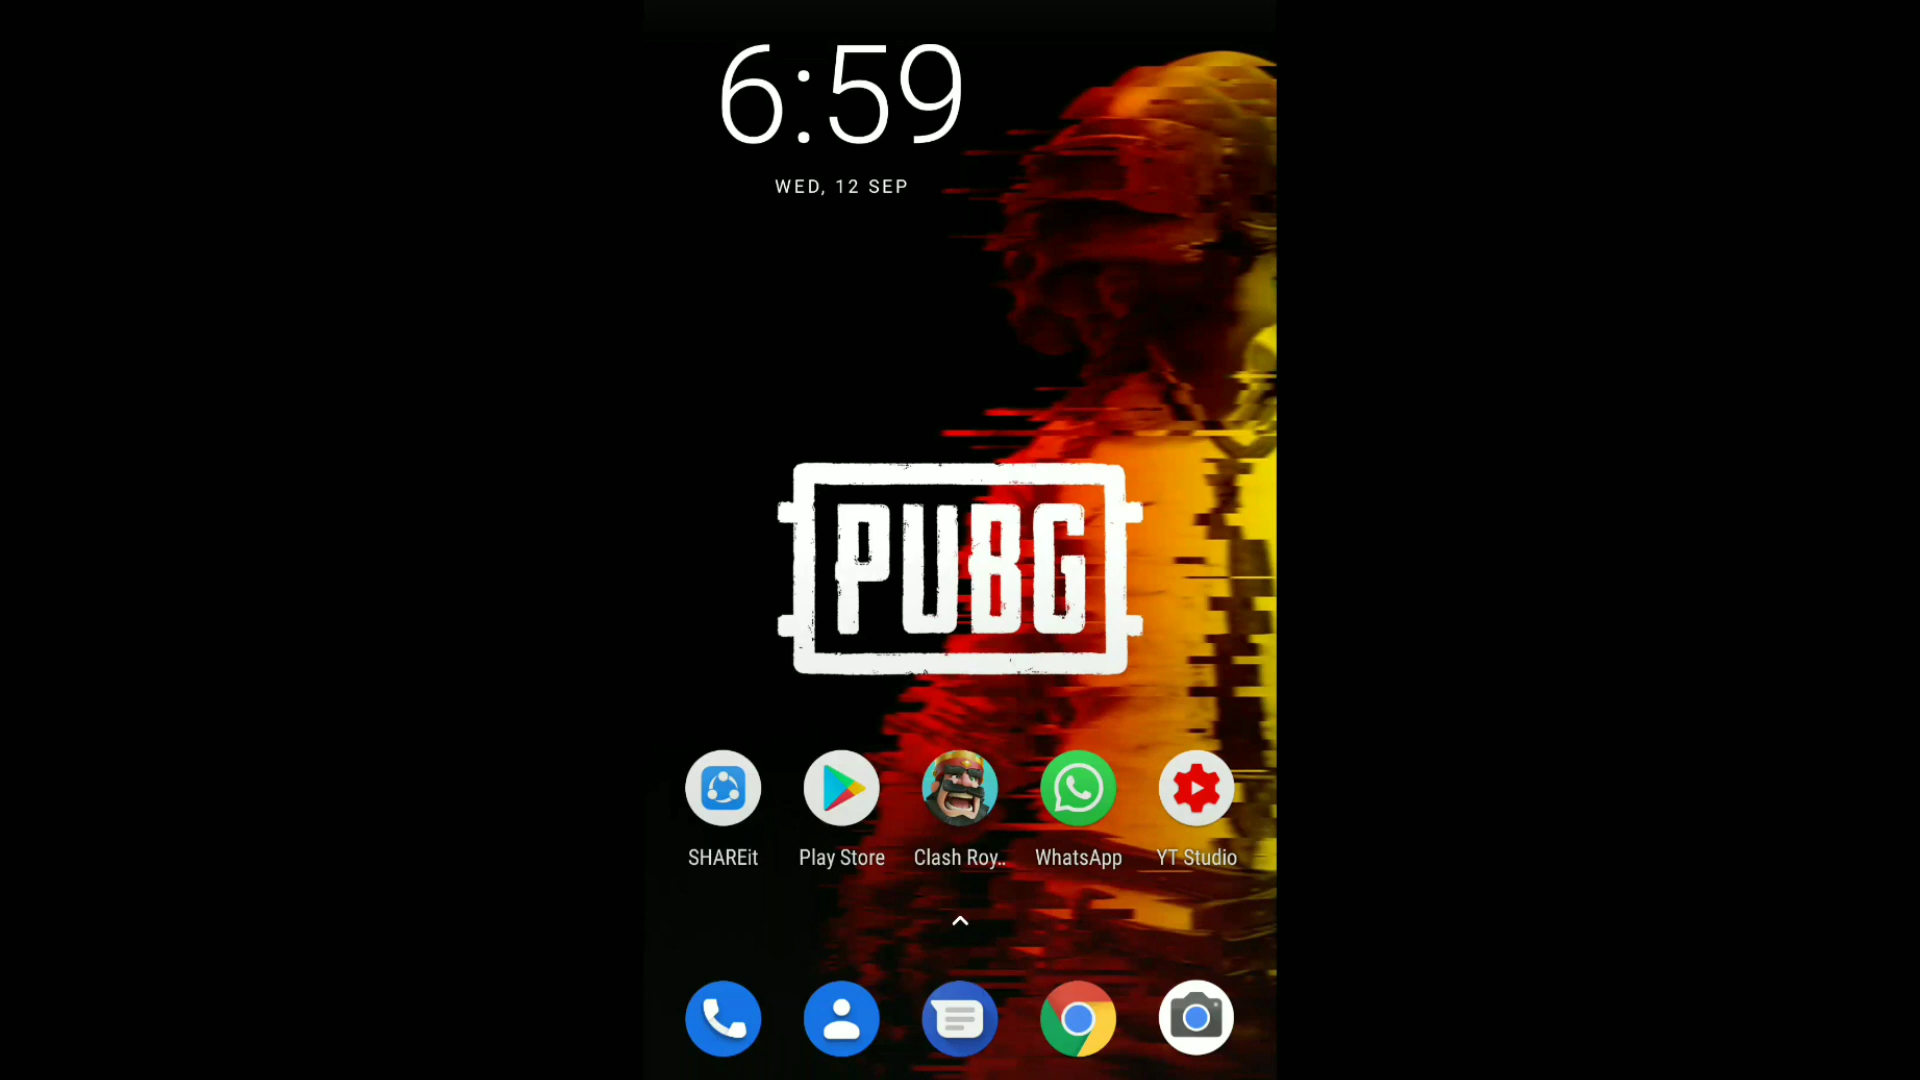 6:59
WED, 12 SEP
PUBG
SHAREit
Play Store
Clash Roy..
WhatsApp
YT Studio